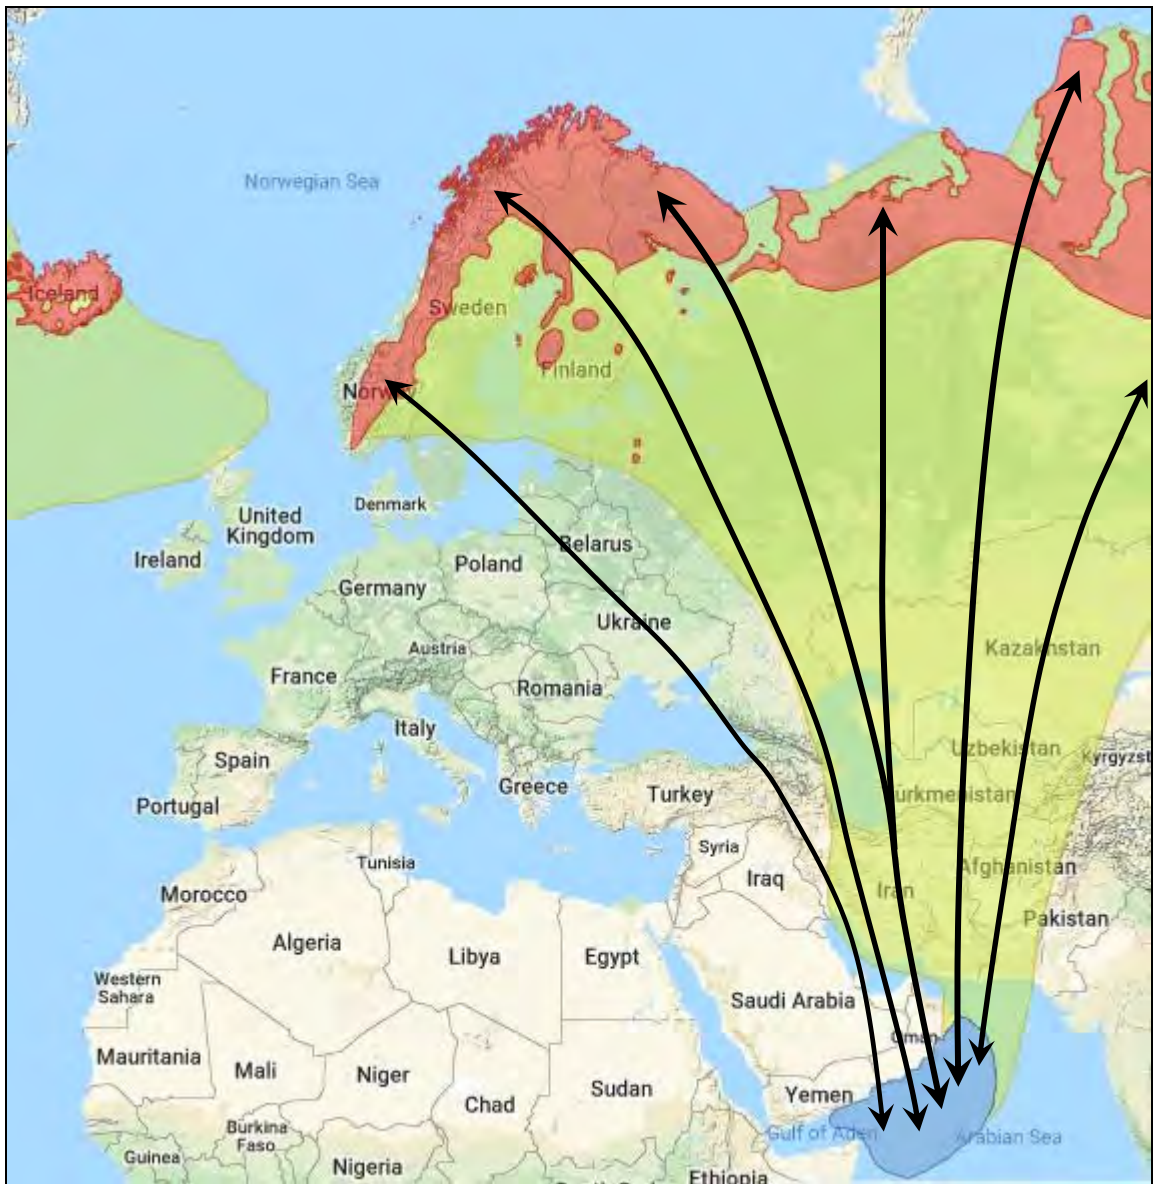 Norwegian Sea
Iceland
Sweden
Finland
Norway
Denmark
United
Kingdom
Ireland
Belarus
Poland
Germany
Ukraine
Austria
Kazakhstan
France
Romania
Italy
Uzbekistan
Spain
Kyrgyzst
Greece
Turkey
Turkmenistan
Portugal
Syria
Tunisia
Afghanistan
Iraq
Iran
Morocco
Pakistan
Algeria
Libya
Egypt
Western
Sahara
Saudi Arabia
Oman
Mauritania
Mali
Niger
Sudan
Chad
Yemen
Burkina
Faso
Gulf of Aden
Arabian Sea
Guinea
Nigeria
Ethiopia